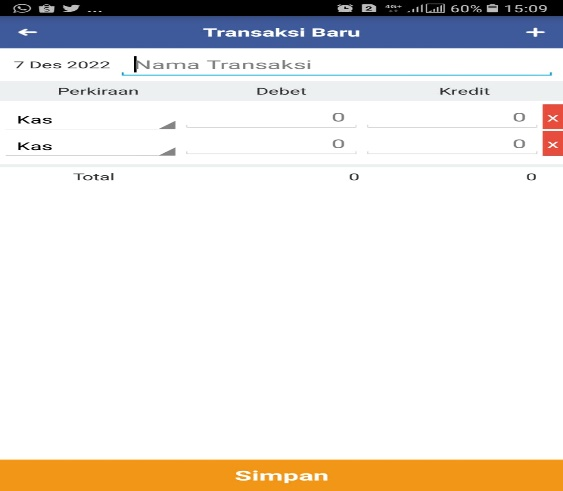 60% 15:09
Transaksi Baru
7 Des 2022 Nama Transaksi
Perkiraan Debet Kredit
Kas 0 0 x
Kas 0 0 x
Total 0 0
Simpan